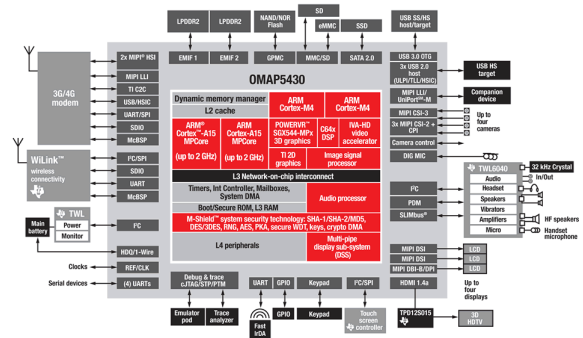 SD
LPDDR2
LPDDR2
NAND/NOR
Flash
eMMC
SSD
USB SS/HS
host/target
2x MIPI® HSI
EMIF 1
EMIF 2
GPMC
MMC/SD
SATA 2.0
USB 3.0 OTG
OMAP5430
3G/4G
modem
MIPI LLI
TI C2C
USB/HSIC
UART/SPI
SDIO
McBSP
Dynamic memory manager
L2 cache
ARM
Cortex-M4
ARM
Cortex-M4
ARM®
Cortex™-A15
MPCore
(up to 2 GHz)
ARM
Cortex-A15
MPCore
(up to 2 GHz)
POWERVR™
SGX544-MPx
3D graphics
C64x
DSP
IVA-HD
video
accelerator
TI 2D
graphics
Image signal
processor
3x USB 2.0
host
(ULPI/TLL/HSIC)
USB HS
target
MIPI LLI/
UniPort™-M
Companion
device
MIPI CSI-3
3x MIPI CSI-2 +
CPI
Up to
four
cameras
Camera control
DIG MIC
WiLink™
wireless
connectivity
I²C/SPI
SDIO
UART
McBSP
L3 Network-on-chip interconnect
Timers, Int Controller, Mailboxes,
System DMA
Boot/Secure ROM, L3 RAM
Audio processor
M-Shield™ system security technology: SHA-1/SHA-2/MD5,
DES/3DES, RNG, AES, PKA, secure WDT, keys, crypto DMA
L4 peripherals
Multi-pipe
display sub-system
(DSS)
I²C
PDM
SLIMbus®
TWL6040
32 kHz Crystal
Audio
In/Out
Headset
Speakers
Vibrators
Amplifiers
HF speakers
Micro
Handset
microphone
TWL
Main
battery
Power
Monitor
I²C
HDQ/1-Wire
Clocks
REF/CLK
Serial devices
(4) UARTs
MIPI DSI
LCD
MIPI DSI
LCD
MIPI DBI-B/DPI
LCD
Up to
four
displays
HDMI 1.4a
Debug & trace
cJTAG/STP/PTM
UART
GPIO
Keypad
I²C/SPI
Emulator
pod
Trace
analyzer
Fast
IrDA
GPIO
Keypad
Touch
screen
controller
TPD12S015
3D
HDTV